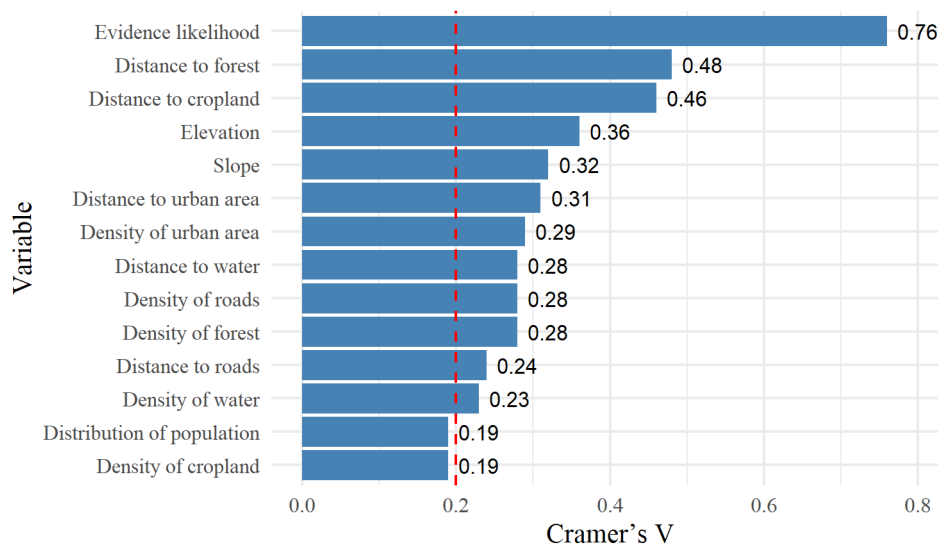 Evidence likelihood 0.76
Distance to forest 0.48
Distance to cropland 0.46
Elevation 0.36
Slope 0.32
Distance to urban area 0.31
Density of urban area 0.29
Distance to water 0.28
Density of roads 0.28
Density of forest 0.28
Distance to roads 0.24
Density of water 0.23
Distribution of population 0.19
Density of cropland 0.19
Variable
0.0 0.2 0.4 0.6 0.8
Cramer’s V